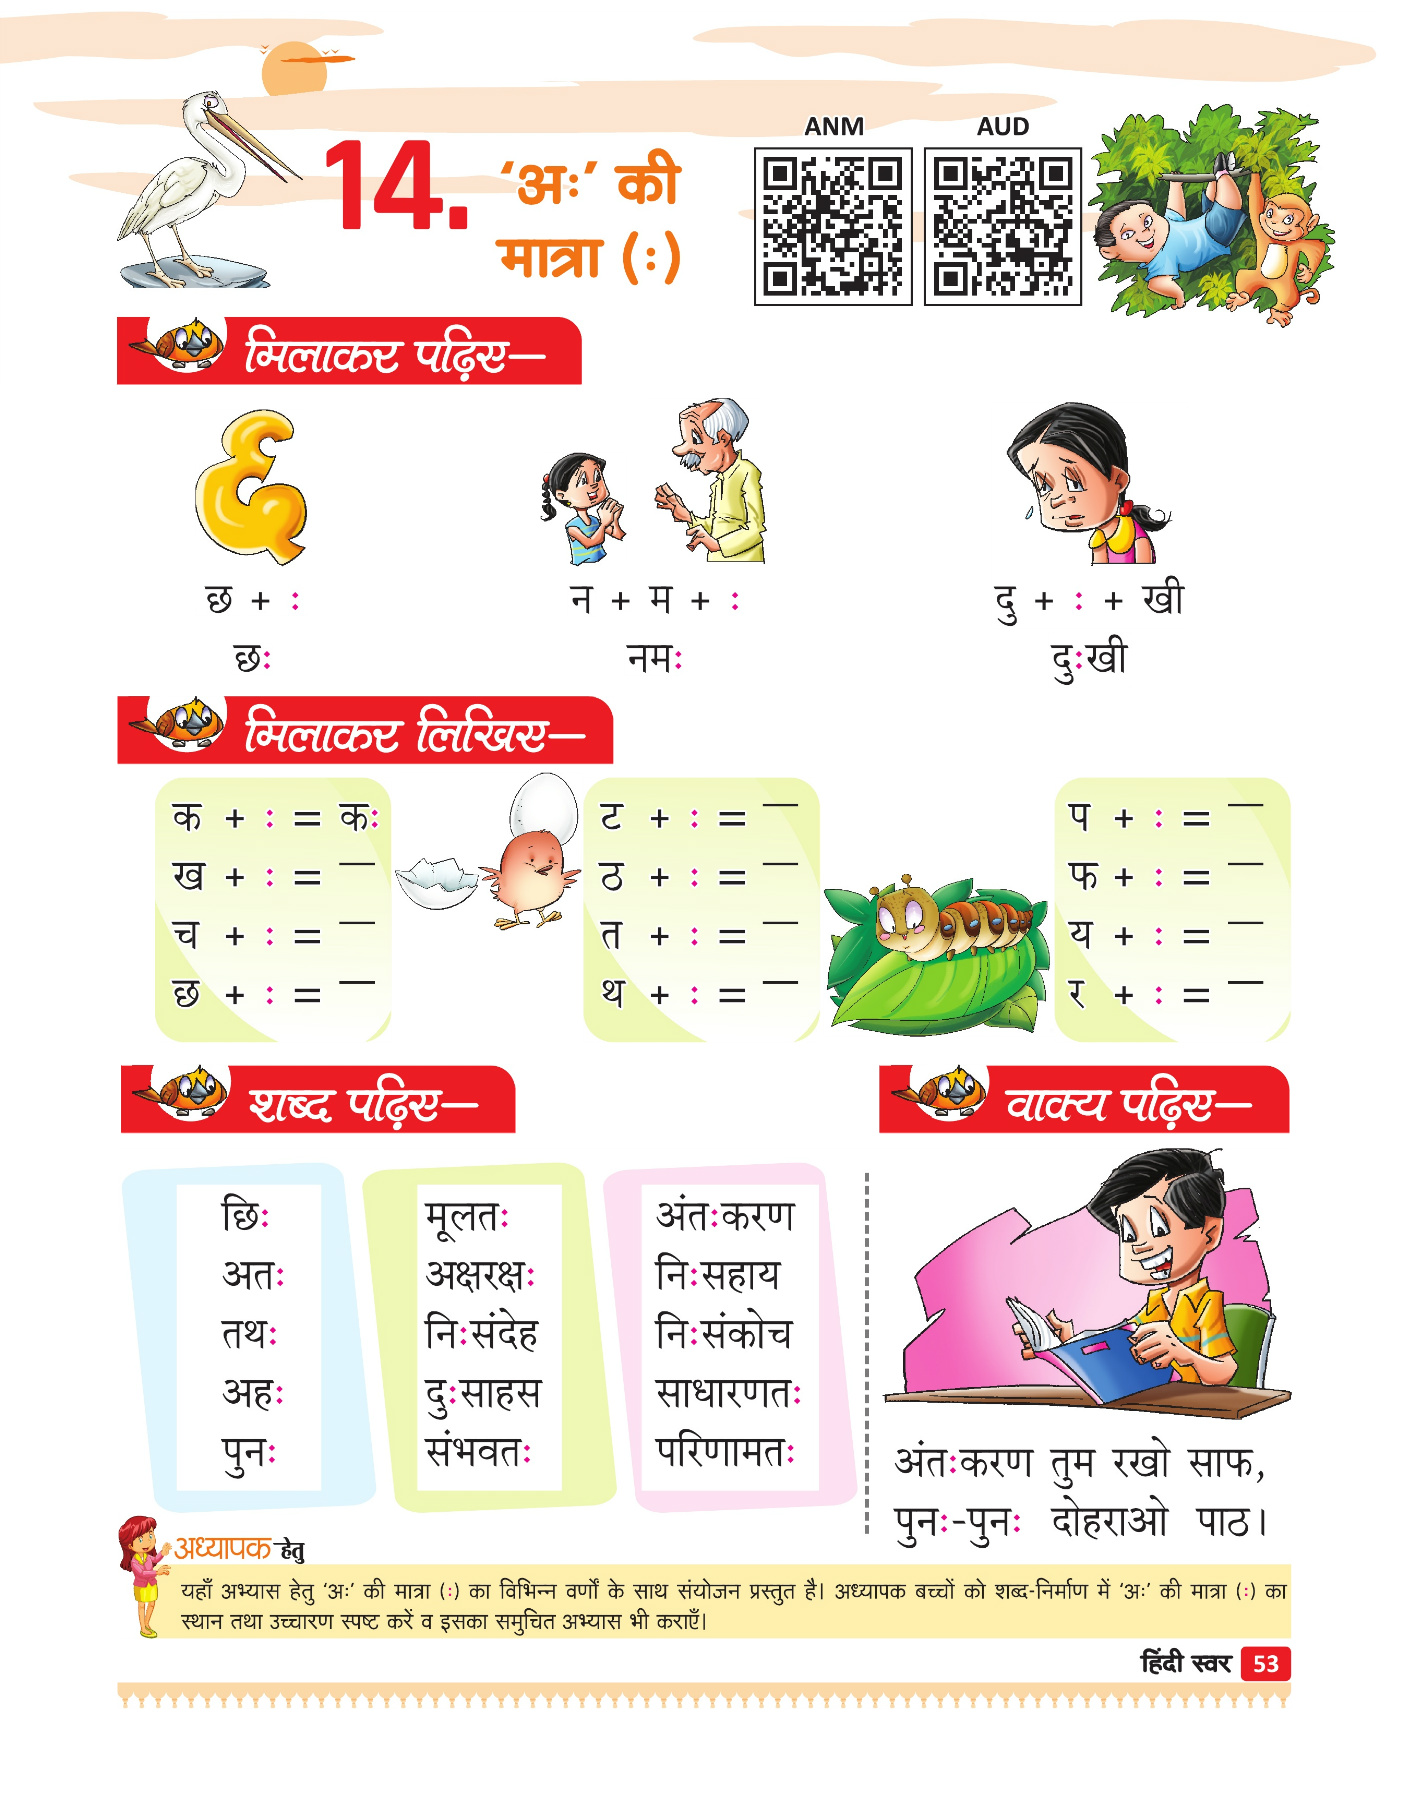 ANM
AUD
14. ‘अः’ की
मात्रा (ः)
मिलाकर पढ़िए—
छ + ः
न + म + ः
दु + ः + खी
छः
नमः
दुःखी
मिलाकर लिखिए—
क + ः = कः
ख + ः = —
च + ः = —
छ + ः = —
ट + ः = —
ठ + ः = —
त + ः = —
थ + ः = —
प + ः = —
फ + ः = —
य + ः = —
र + ः = —
शब्द पढ़िए—
छिः
अतः
तथः
अहः
पुनः
मूलतः
अक्षरक्षः
निःसंदेह
दुःसाहस
संभवतः
अंतःकरण
निःसहाय
निःसंकोच
साधारणतः
परिणामतः
वाक्य पढ़िए—
अंतःकरण तुम रखो साफ,
पुनः-पुनः दोहराओ पाठ।
अध्यापक हेतु
यहाँ अभ्यास हेतु ‘अः’ की मात्रा (ः) का विभिन्न वर्णों के साथ संयोजन प्रस्तुत है। अध्यापक बच्चों को शब्द-निर्माण में ‘अः’ की मात्रा (ः) का
स्थान तथा उच्चारण स्पष्ट करें व इसका समुचित अभ्यास भी कराएँ।
हिंदी स्वर 53